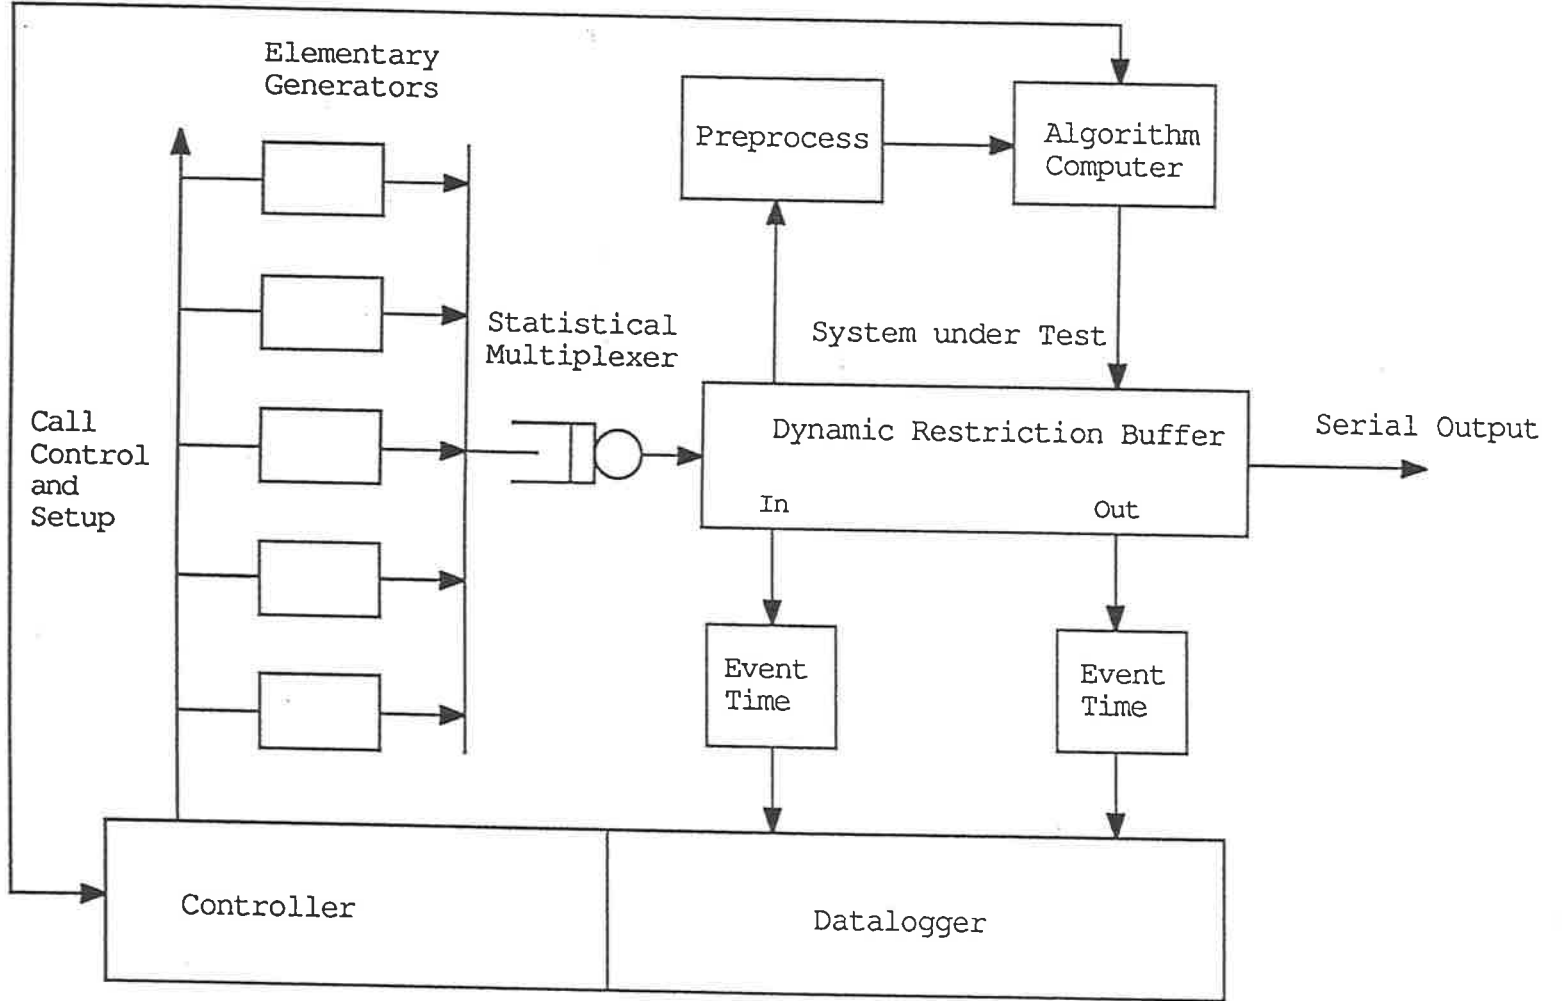 Elementary
Generators
Preprocess
Algorithm
Computer
Statistical
Multiplexer
System under Test
Call
Control
and
Setup
Dynamic Restriction Buffer
Serial Output
In
Out
Event
Time
Event
Time
Controller
Datalogger